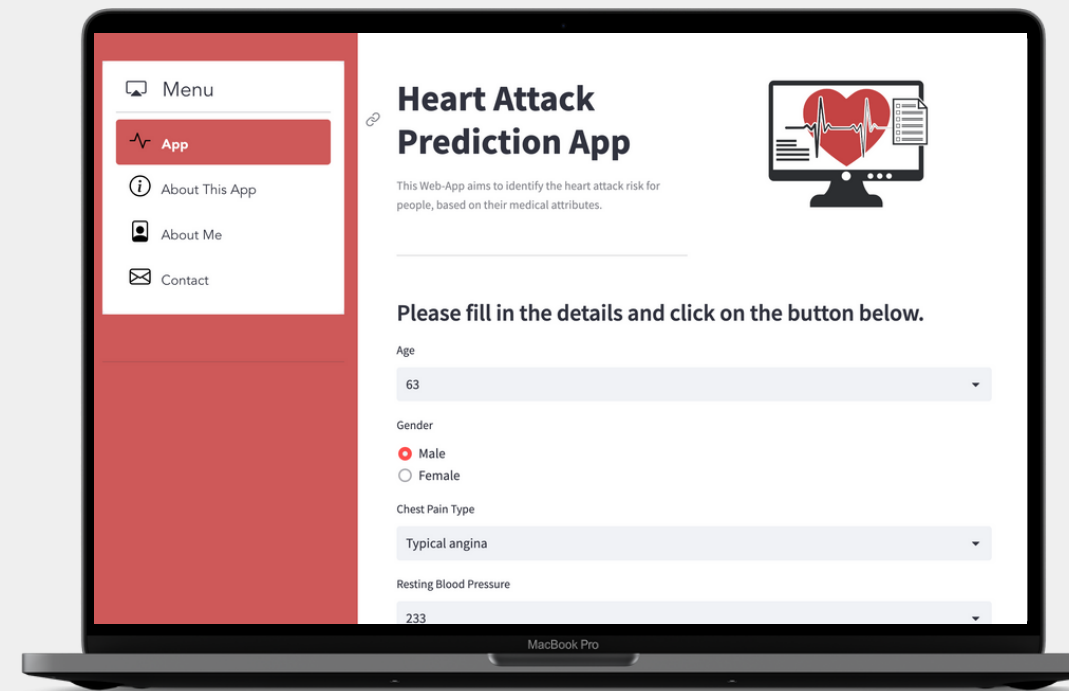 Menu
App
About This App
About Me
Contact
Heart Attack
Prediction App
This Web-App aims to identify the heart attack risk for
people, based on their medical attributes.
Please fill in the details and click on the button below.
Age
63
Gender
Male
Female
Chest Pain Type
Typical angina
Resting Blood Pressure
233
MacBook Pro